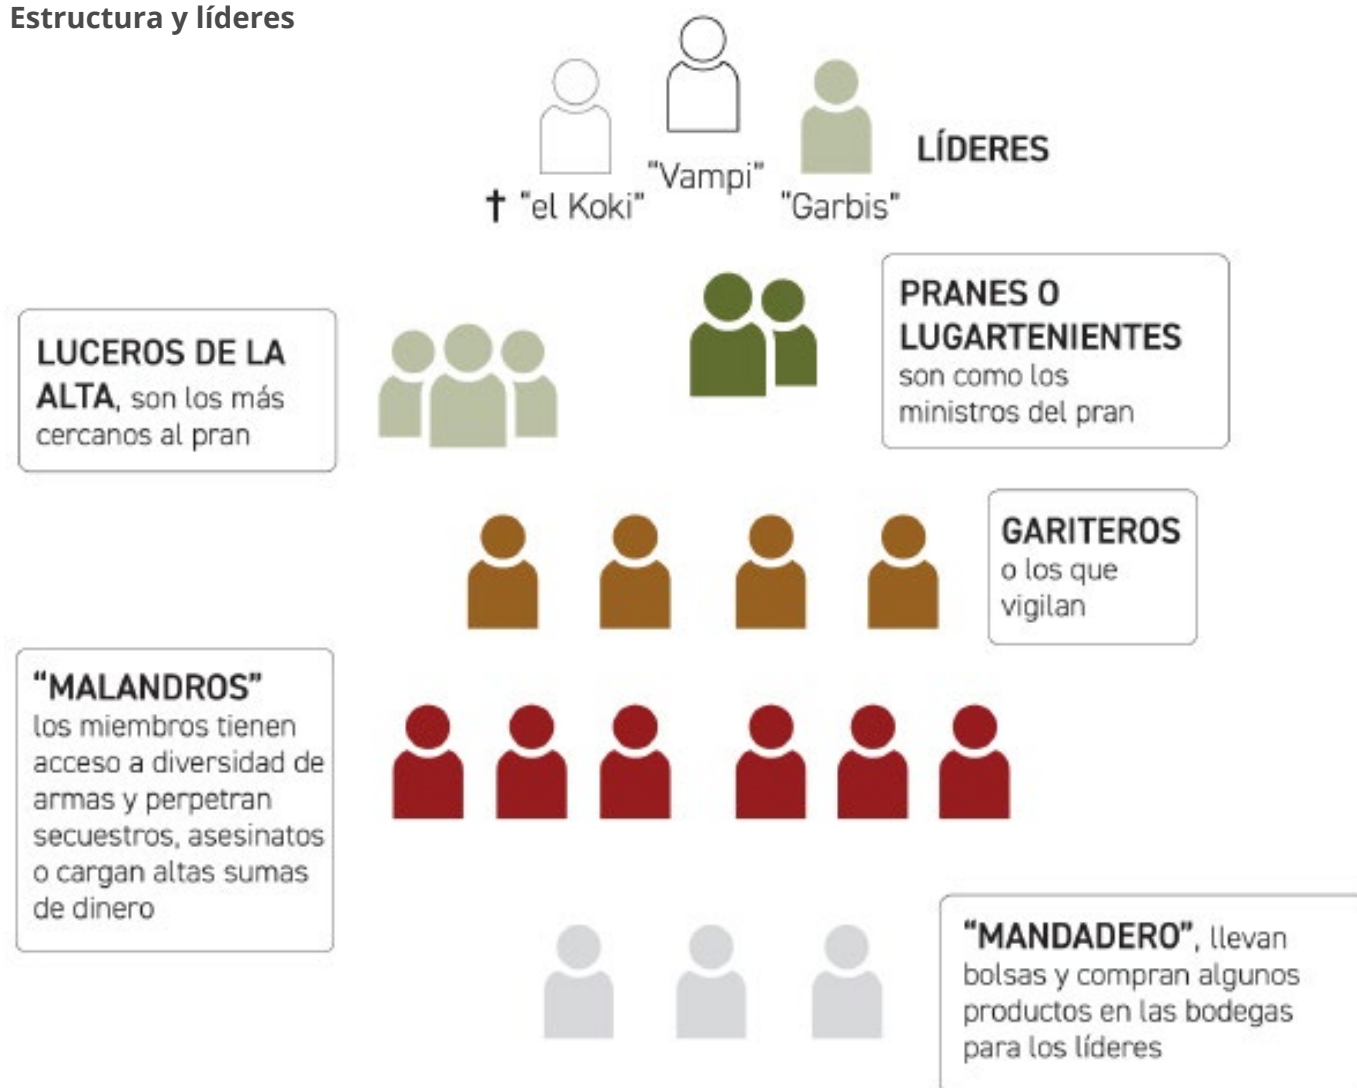 Estructura y líderes
LÍDERES
"Vampi"
† "el Koki"
"Garbis"
PRANES O
LUGARTENIENTES
son como los
ministros del pran
LUCEROS DE LA
ALTA, son los más
cercanos al pran
GARITEROS
o los que
vigilan
“MALANDROS”
los miembros tienen
acceso a diversidad de
armas y perpetran
secuestros, asesinatos
o cargan altas sumas
de dinero
“MANDADERO”, llevan
bolsas y compran algunos
productos en las bodegas
para los líderes